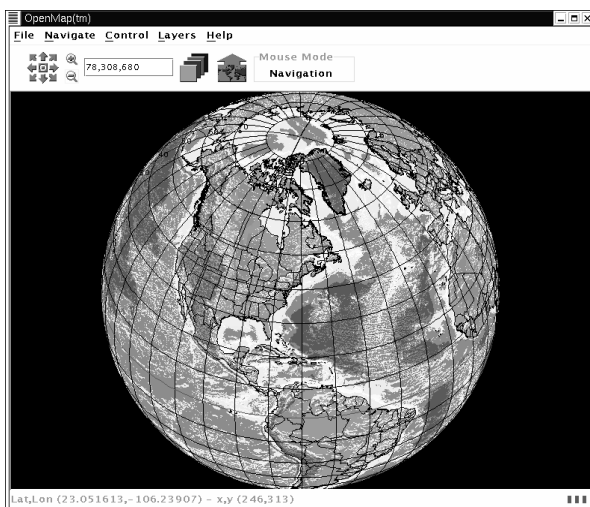 OpenMap(tm)
File Navigate Control Layers Help
78,308,680
Mouse Mode
Navigation
Lat,Lon (23.051613,-106.23907) - x,y (246,313)